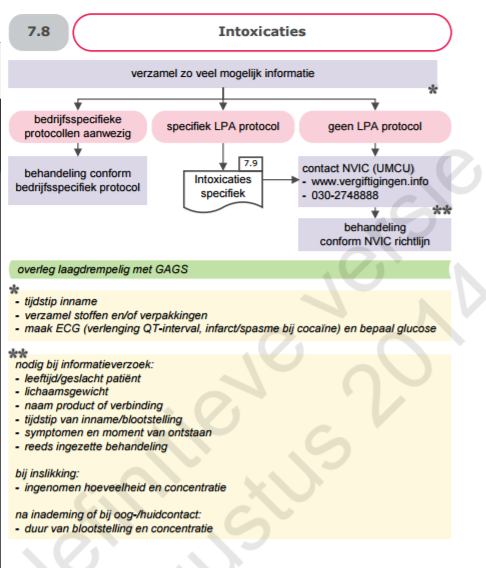 7.8
Intoxicaties
verzamel zo veel mogelijk informatie
*
bedrijfsspecifieke
protocollen aanwezig
specifiek LPA protocol
geen LPA protocol
behandeling conform
bedrijfsspecifiek protocol
7.9
Intoxicaties
specifiek
contact NVIC (UMCU)
- www.vergiftigingen.info
- 030-2748888
**
behandeling
conform NVIC richtlijn
overleg laagdrempelig met GAGS
*
- tijdstip inname
- verzamel stoffen en/of verpakkingen
- maak ECG (verlenging QT-interval, infarct/spasme bij cocaïne) en bepaal glucose
**
nodig bij informatieverzoek:
- leeftijd/geslacht patiënt
- lichaamsgewicht
- naam product of verbinding
- tijdstip van inname/blootstelling
- symptomen en moment van ontstaan
- reeds ingezette behandeling
bij inslikking:
- ingenomen hoeveelheid en concentratie
na inademing of bij oog-/huidcontact:
- duur van blootstelling en concentratie
definitieve versie
augustus 2014